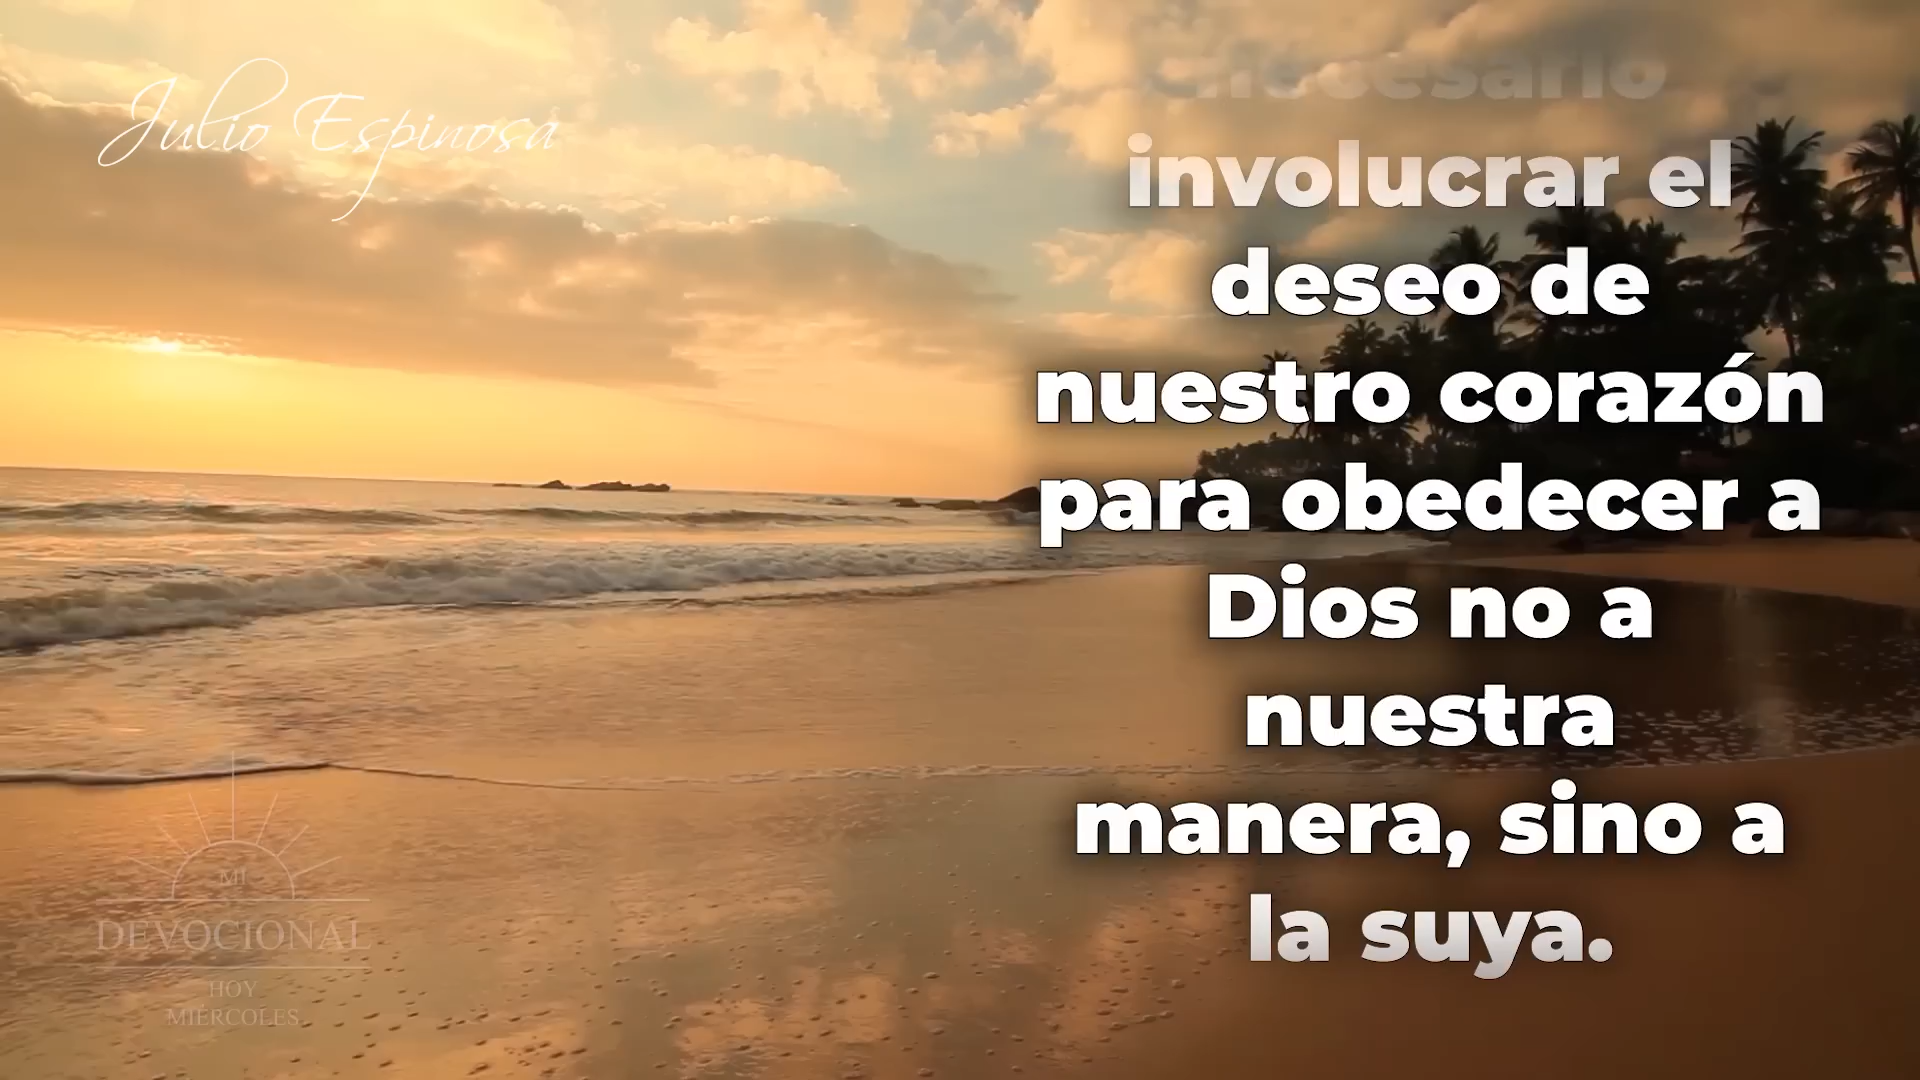 Julio Espinosa
necesario
involucrar el
deseo de
nuestro corazón
para obedecer a
Dios no a
nuestra
manera, sino a
la suya.
MI
DEVOCIONAL
HOY
MIÉRCOLES